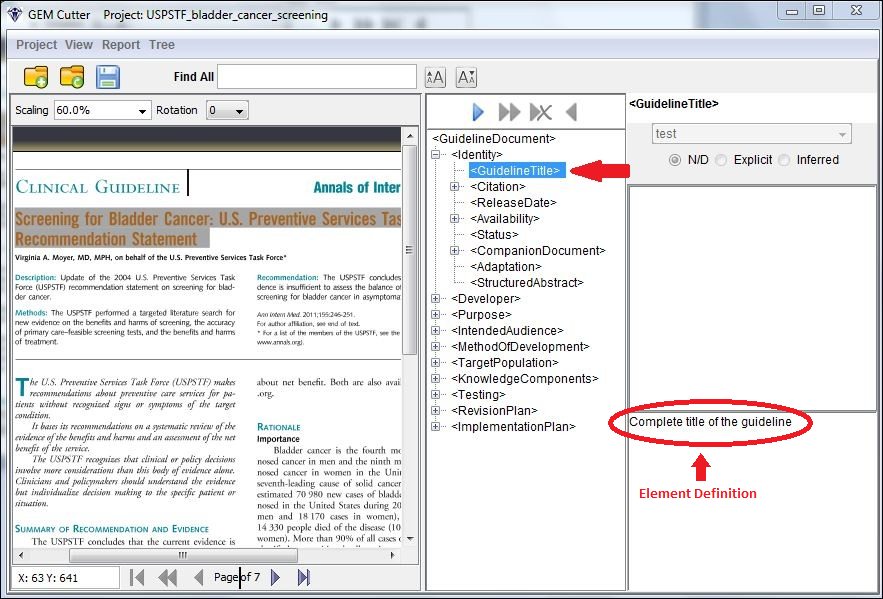 GEM Cutter Project: USPSTF_bladder_cancer_screening
Project View Report Tree
Find All
Scaling 60.0% Rotation 0
CLINICAL GUIDELINE
Annals of Inter
Screening for Bladder Cancer: U.S. Preventive Services Tas
Recommendation Statement
Virginia A. Moyer, MD, MPH, on behalf of the U.S. Preventive Services Task Force*
Description: Update of the 2004 U.S. Preventive Services Task
Force (USPSTF) recommendation statement on screening for blad-
der cancer.
Methods: The USPSTF performed a targeted literature search for
new evidence on the benefits and harms of screening, the accuracy
of primary care–feasible screening tests, and the benefits and harms
of treatment.
Recommendation: The USPSTF concludes
dence is insufficient to assess the balance o
screening for bladder cancer in asymptoma
Ann Intern Med. 2011;155:246-251.
For author affiliation, see end of text.
* For a list of the members of the USPSTF, see the
www.annals.org).
The U.S. Preventive Services Task Force (USPSTF) makes
recommendations about preventive care services for pa-
tients without recognized signs or symptoms of the target
condition.
It bases its recommendations on a systematic review of the
evidence of the benefits and harms and an assessment of the net
benefit of the service.
The USPSTF recognizes that clinical or policy decisions
involve more considerations than this body of evidence alone.
Clinicians and policymakers should understand the evidence
but individualize decision making to the specific patient or
situation.
SUMMARY OF RECOMMENDATION AND EVIDENCE
The USPSTF concludes that the current evidence is
about net benefit. Both are also avai
.org.
RATIONALE
Importance
Bladder cancer is the fourth mo
nosed cancer in men and the ninth m
nosed cancer in women in the Unit
seventh-leading cause of solid cancer
estimated 70 980 new cases of bladde
nosed in the United States during 20
men and 18 170 cases in women),
14 330 people died of the disease (10
women). More than 90% of all cases o
X: 63 Y: 641
Page of 7
<GuidelineDocument>
<Identity>
<GuidelineTitle>
<Citation>
<ReleaseDate>
<Availability>
<Status>
<CompanionDocument>
<Adaptation>
<StructuredAbstract>
<Developer>
<Purpose>
<IntendedAudience>
<MethodOfDevelopment>
<TargetPopulation>
<KnowledgeComponents>
<Testing>
<RevisionPlan>
<ImplementationPlan>
<GuidelineTitle>
test
N/D Explicit Inferred
Complete title of the guideline
Element Definition